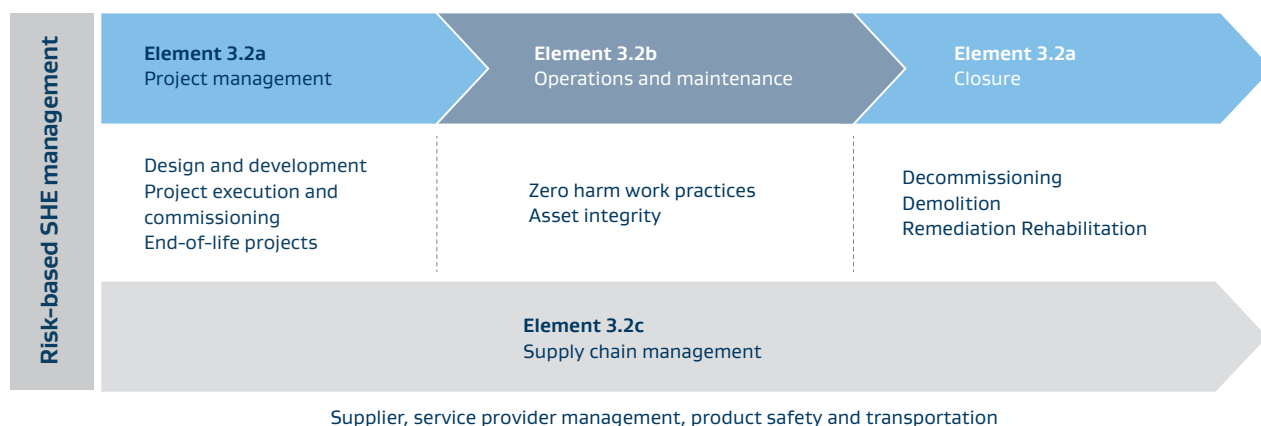 Risk-based SHE management
Element 3.2a
Project management
Element 3.2b
Operations and maintenance
Element 3.2a
Closure
Design and development
Project execution and
commissioning
End-of-life projects
Zero harm work practices
Asset integrity
Decommissioning
Demolition
Remediation Rehabilitation
Element 3.2c
Supply chain management
Supplier, service provider management, product safety and transportation